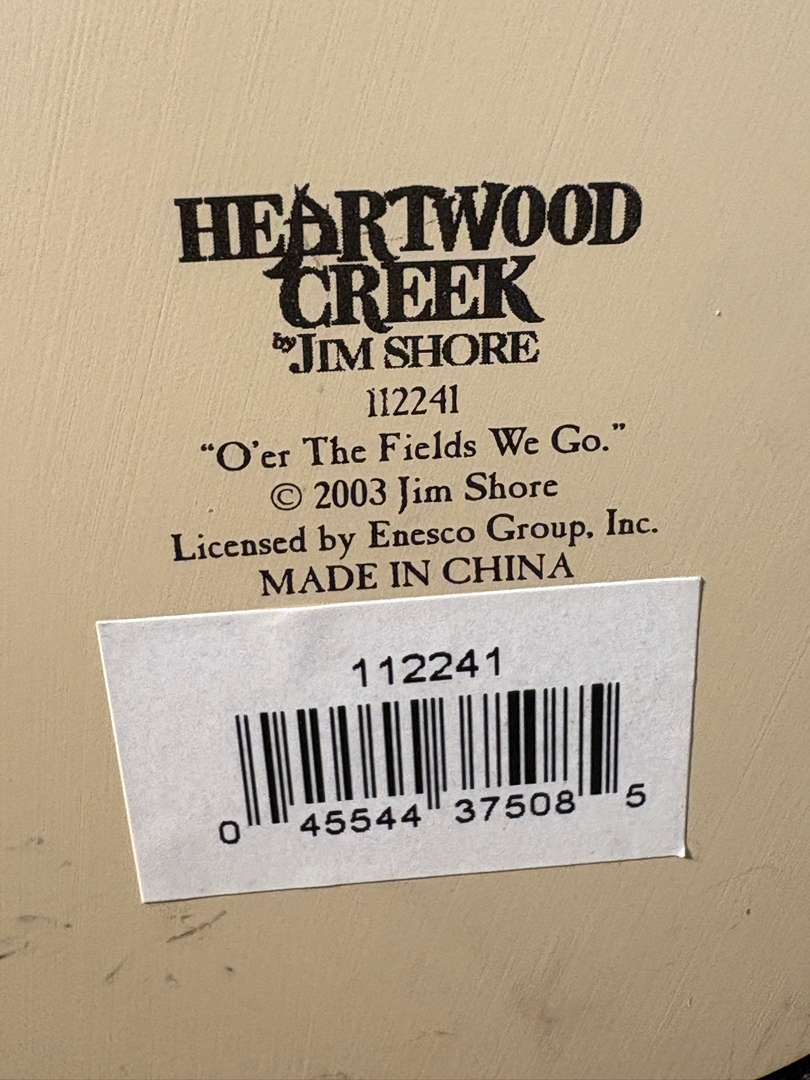 HEARTWOOD
CREEK
by JIM SHORE
112241
“O’er The Fields We Go.”
© 2003 Jim Shore
Licensed by Enesco Group, Inc.
MADE IN CHINA
112241
0 45544 37508 5